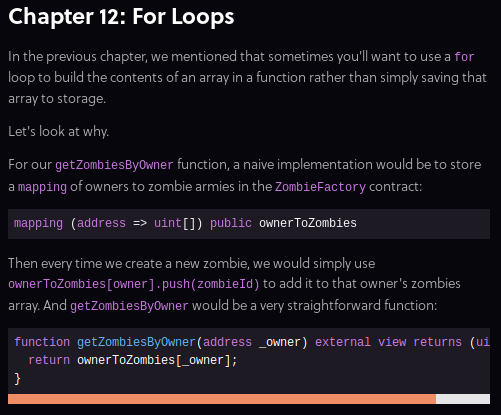 Chapter 12: For Loops
In the previous chapter, we mentioned that sometimes you'll want to use a for
loop to build the contents of an array in a function rather than simply saving that
array to storage.
Let's look at why.
For our getZombiesByOwner function, a naive implementation would be to store
a mapping of owners to zombie armies in the ZombieFactory contract:
mapping (address => uint[]) public ownerToZombies
Then every time we create a new zombie, we would simply use
ownerToZombies[owner].push(zombieId) to add it to that owner's zombies
array. And getZombiesByOwner would be a very straightforward function:
function getZombiesByOwner(address _owner) external view returns (ui
return ownerToZombies[_owner];
}